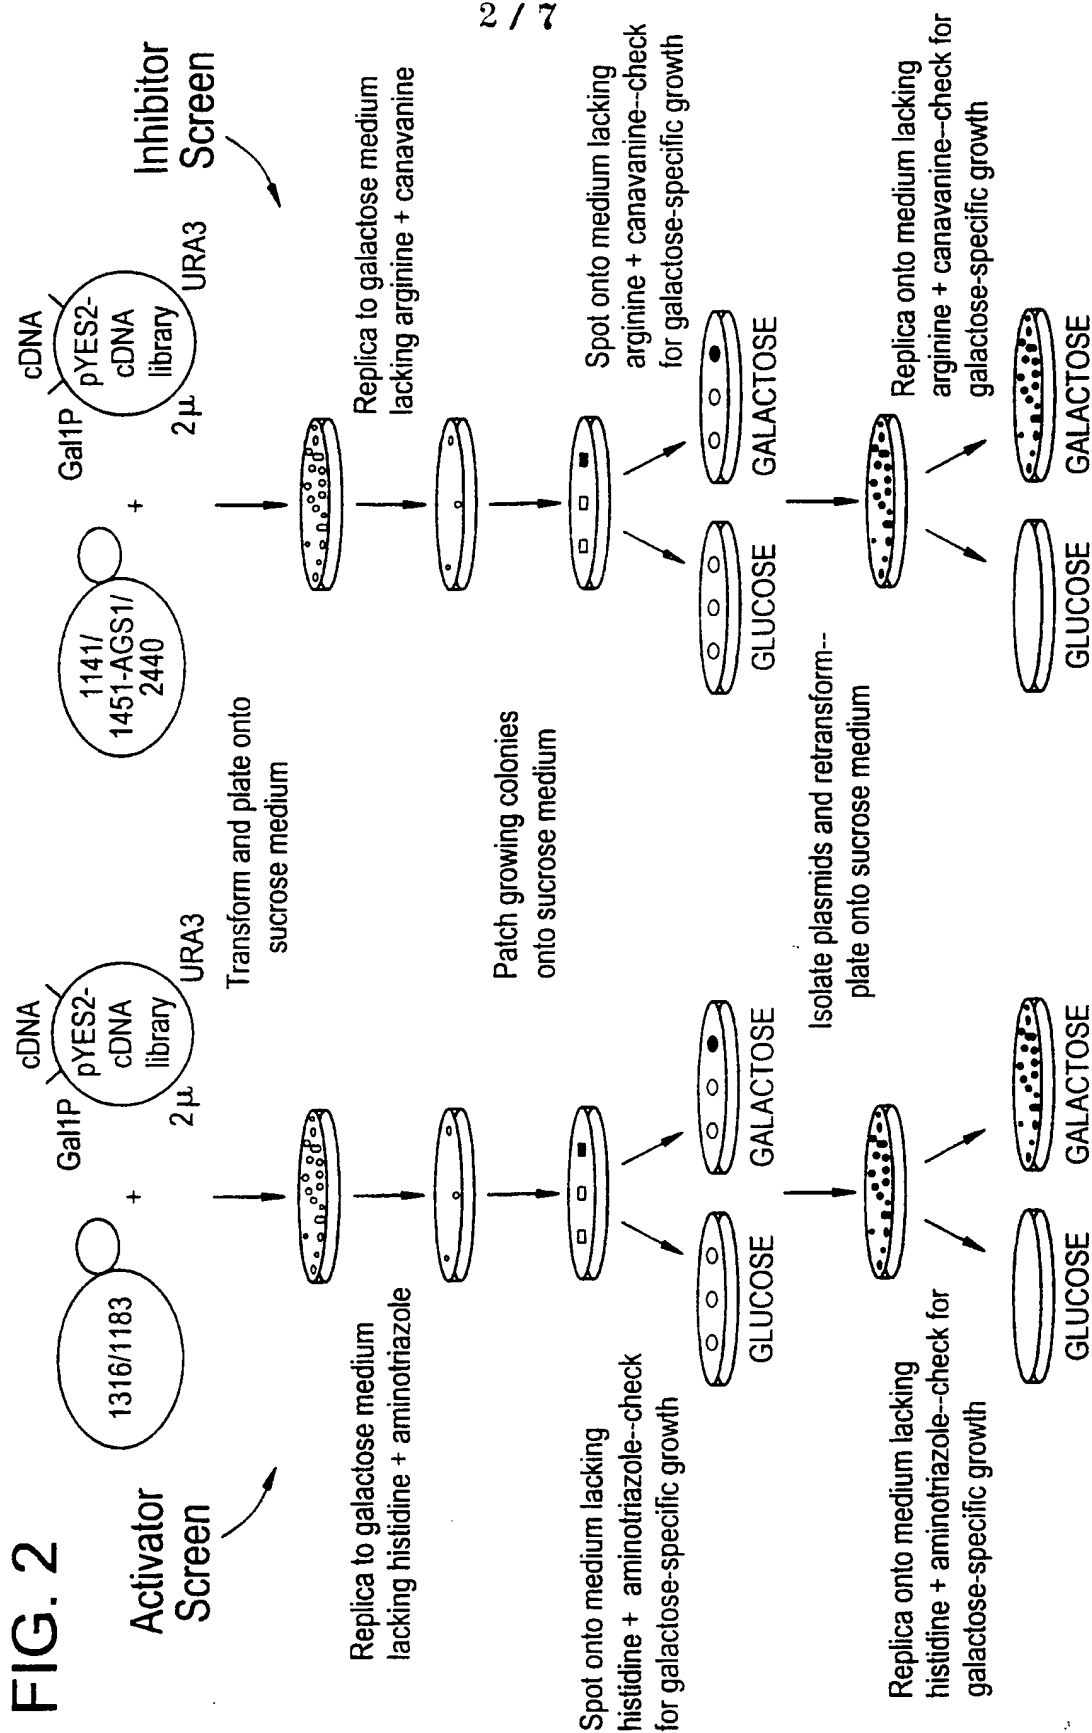 2 / 7
FIG. 2
Activator
Screen
1316/1183
+
Gal1P
cDNA
pYES2-
cDNA
library
2μ
URA3
Transform and plate onto
sucrose medium
1141/
1451-AGS1/
2440
+
Gal1P
cDNA
pYES2-
cDNA
library
2μ
URA3
Inhibitor
Screen
Replica to galactose medium
lacking histidine + aminotriazole
Replica to galactose medium
lacking arginine + canavanine
Patch growing colonies
onto sucrose medium
Spot onto medium lacking
histidine + aminotriazole--check
for galactose-specific growth
Spot onto medium lacking
arginine + canavanine--check
for galactose-specific growth
GLUCOSE
GALACTOSE
GLUCOSE
GALACTOSE
Isolate plasmids and retransform--
plate onto sucrose medium
Replica onto medium lacking
histidine + aminotriazole--check for
galactose-specific growth
Replica onto medium lacking
arginine + canavanine--check for
galactose-specific growth
GLUCOSE
GALACTOSE
GLUCOSE
GALACTOSE